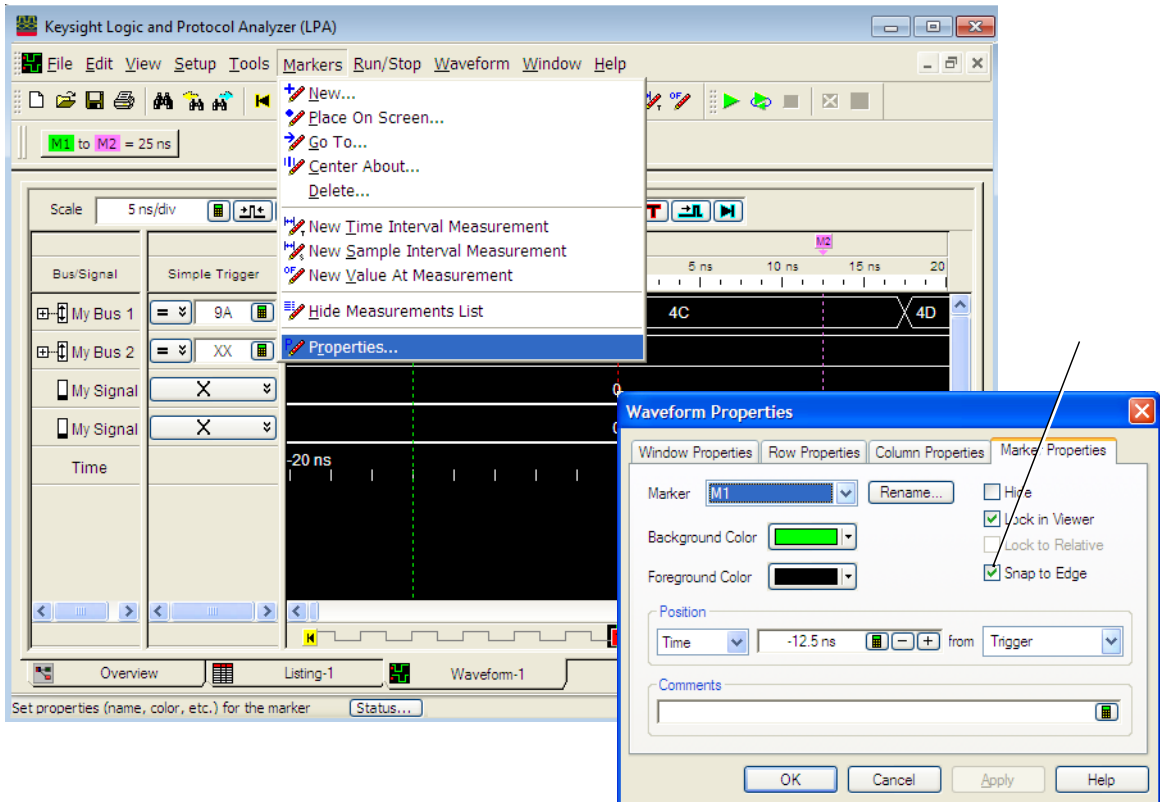 Keysight Logic and Protocol Analyzer (LPA)
File Edit View Setup Tools Markers Run/Stop Waveform Window Help
New...
Place On Screen...
Go To...
Center About...
Delete...
New Time Interval Measurement
New Sample Interval Measurement
New Value At Measurement
Hide Measurements List
Properties...
M1 to M2 = 25 ns
Scale 5 ns/div
M2
Bus/Signal Simple Trigger 5 ns 10 ns 15 ns 20
My Bus 1 = 9A 4C 4D
My Bus 2 = XX
My Signal X 0
My Signal X
Time -20 ns
Overview Listing-1 Waveform-1
Set properties (name, color, etc.) for the marker Status...
Waveform Properties
Window Properties Row Properties Column Properties Marker Properties
Marker M1 Rename... Hide
Lock in Viewer
Background Color
Lock to Relative
Foreground Color Snap to Edge
Position
Time -12.5 ns from Trigger
Comments
OK Cancel Apply Help